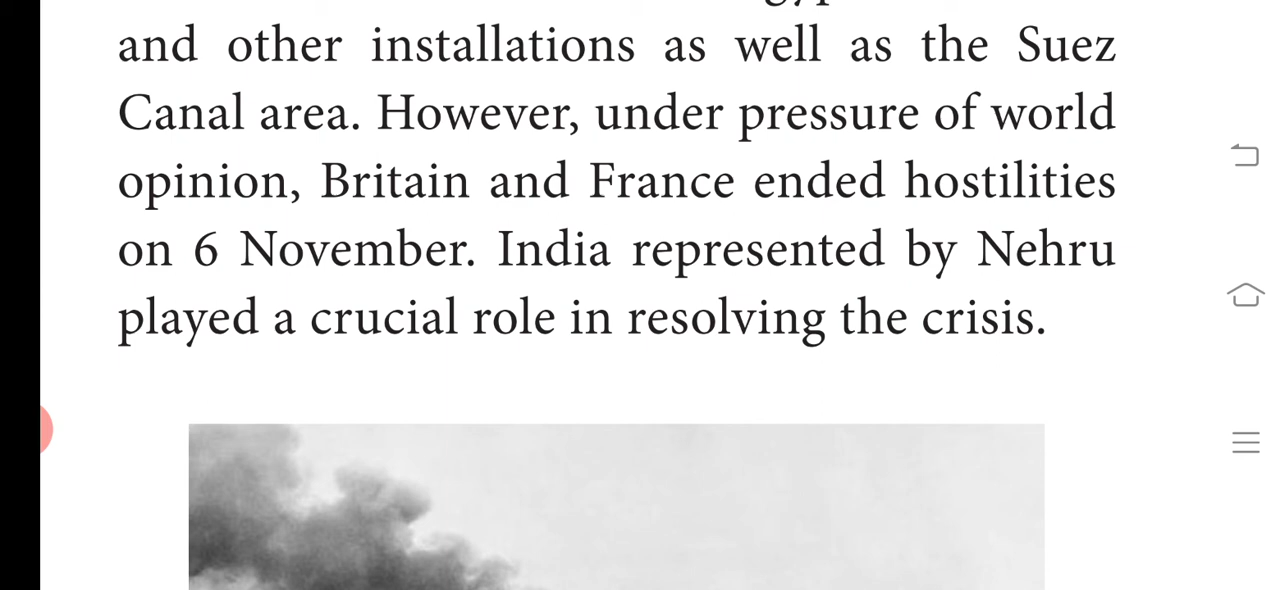 and other installations as well as the Suez
Canal area. However, under pressure of world
opinion, Britain and France ended hostilities
on 6 November. India represented by Nehru
played a crucial role in resolving the crisis.